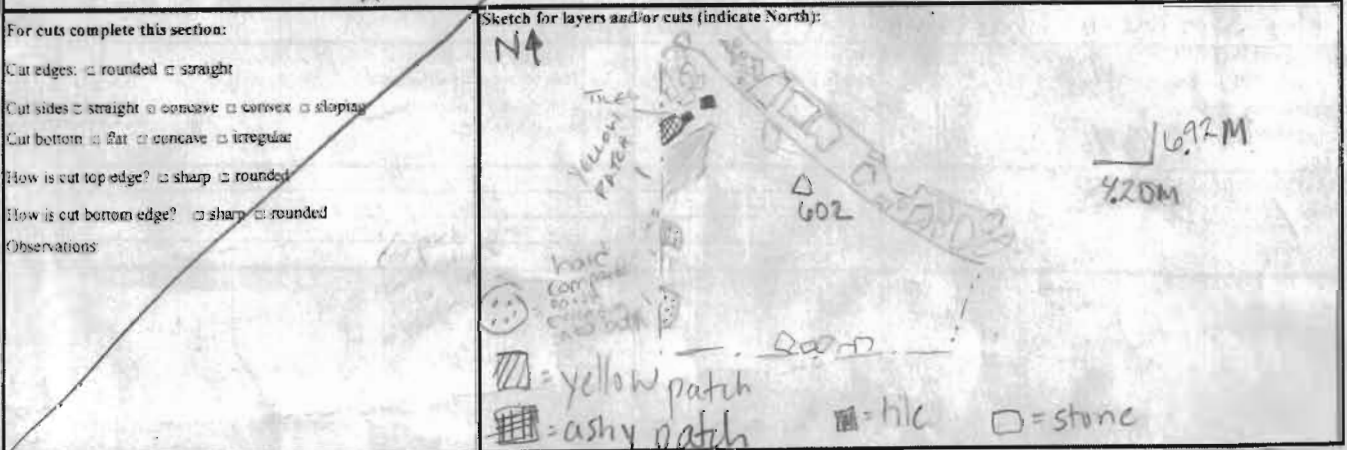 For cuts complete this section:
Cut edges: □ rounded □ straight
Cut sides □ straight □ concave □ convex □ sloping
Cut bottom □ flat □ concave □ irregular
How is cut top edge? □ sharp □ rounded
How is cut bottom edge? □ sharp □ rounded
Observations
Sketch for layers and/or cuts (indicate North):
N
TILES
YELLOW
PATCH
602
6.92M
4.20M
hard
= yellow patch
= ashy patch
= tile
= stone